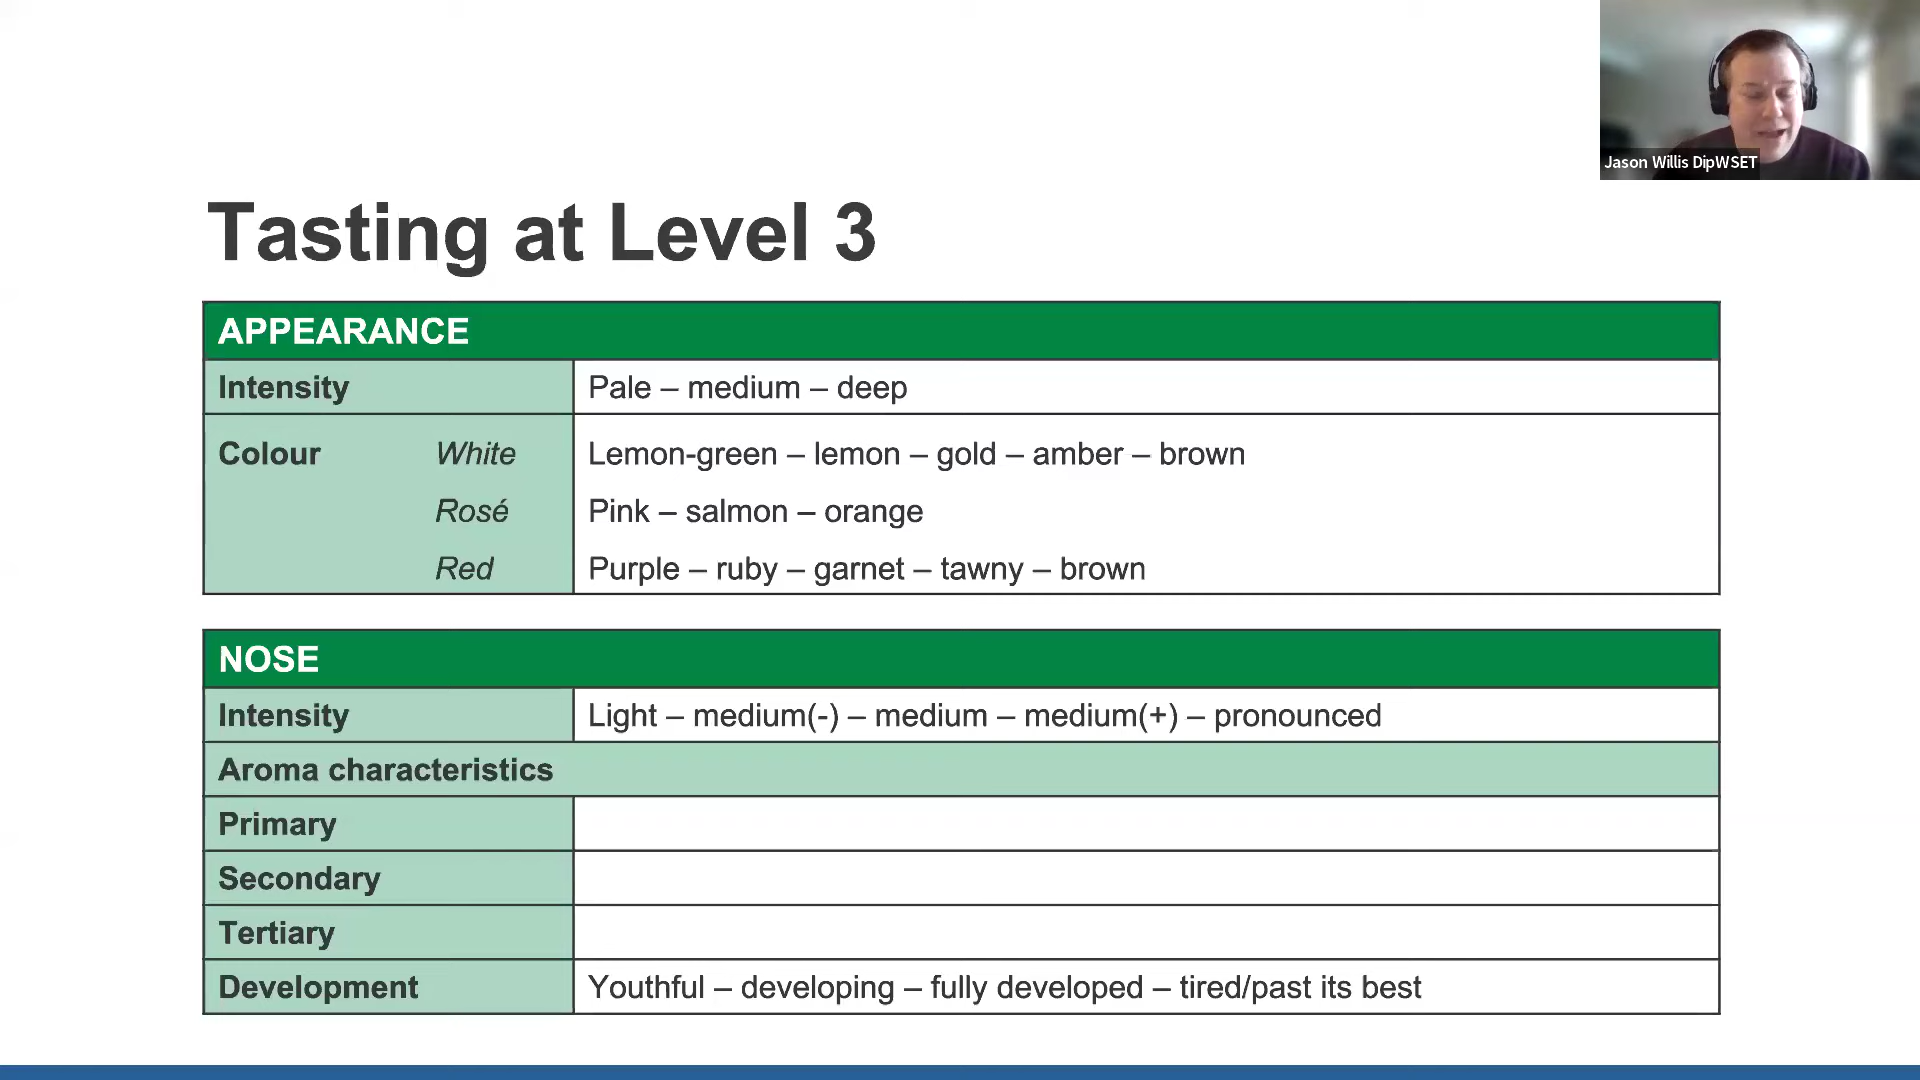 Jason Willis DipWSET
Tasting at Level 3
APPEARANCE
Intensity Pale – medium – deep
Colour White Lemon-green – lemon – gold – amber – brown
Rosé Pink – salmon – orange
Red Purple – ruby – garnet – tawny – brown
NOSE
Intensity Light – medium(-) – medium – medium(+) – pronounced
Aroma characteristics
Primary
Secondary
Tertiary
Development Youthful – developing – fully developed – tired/past its best